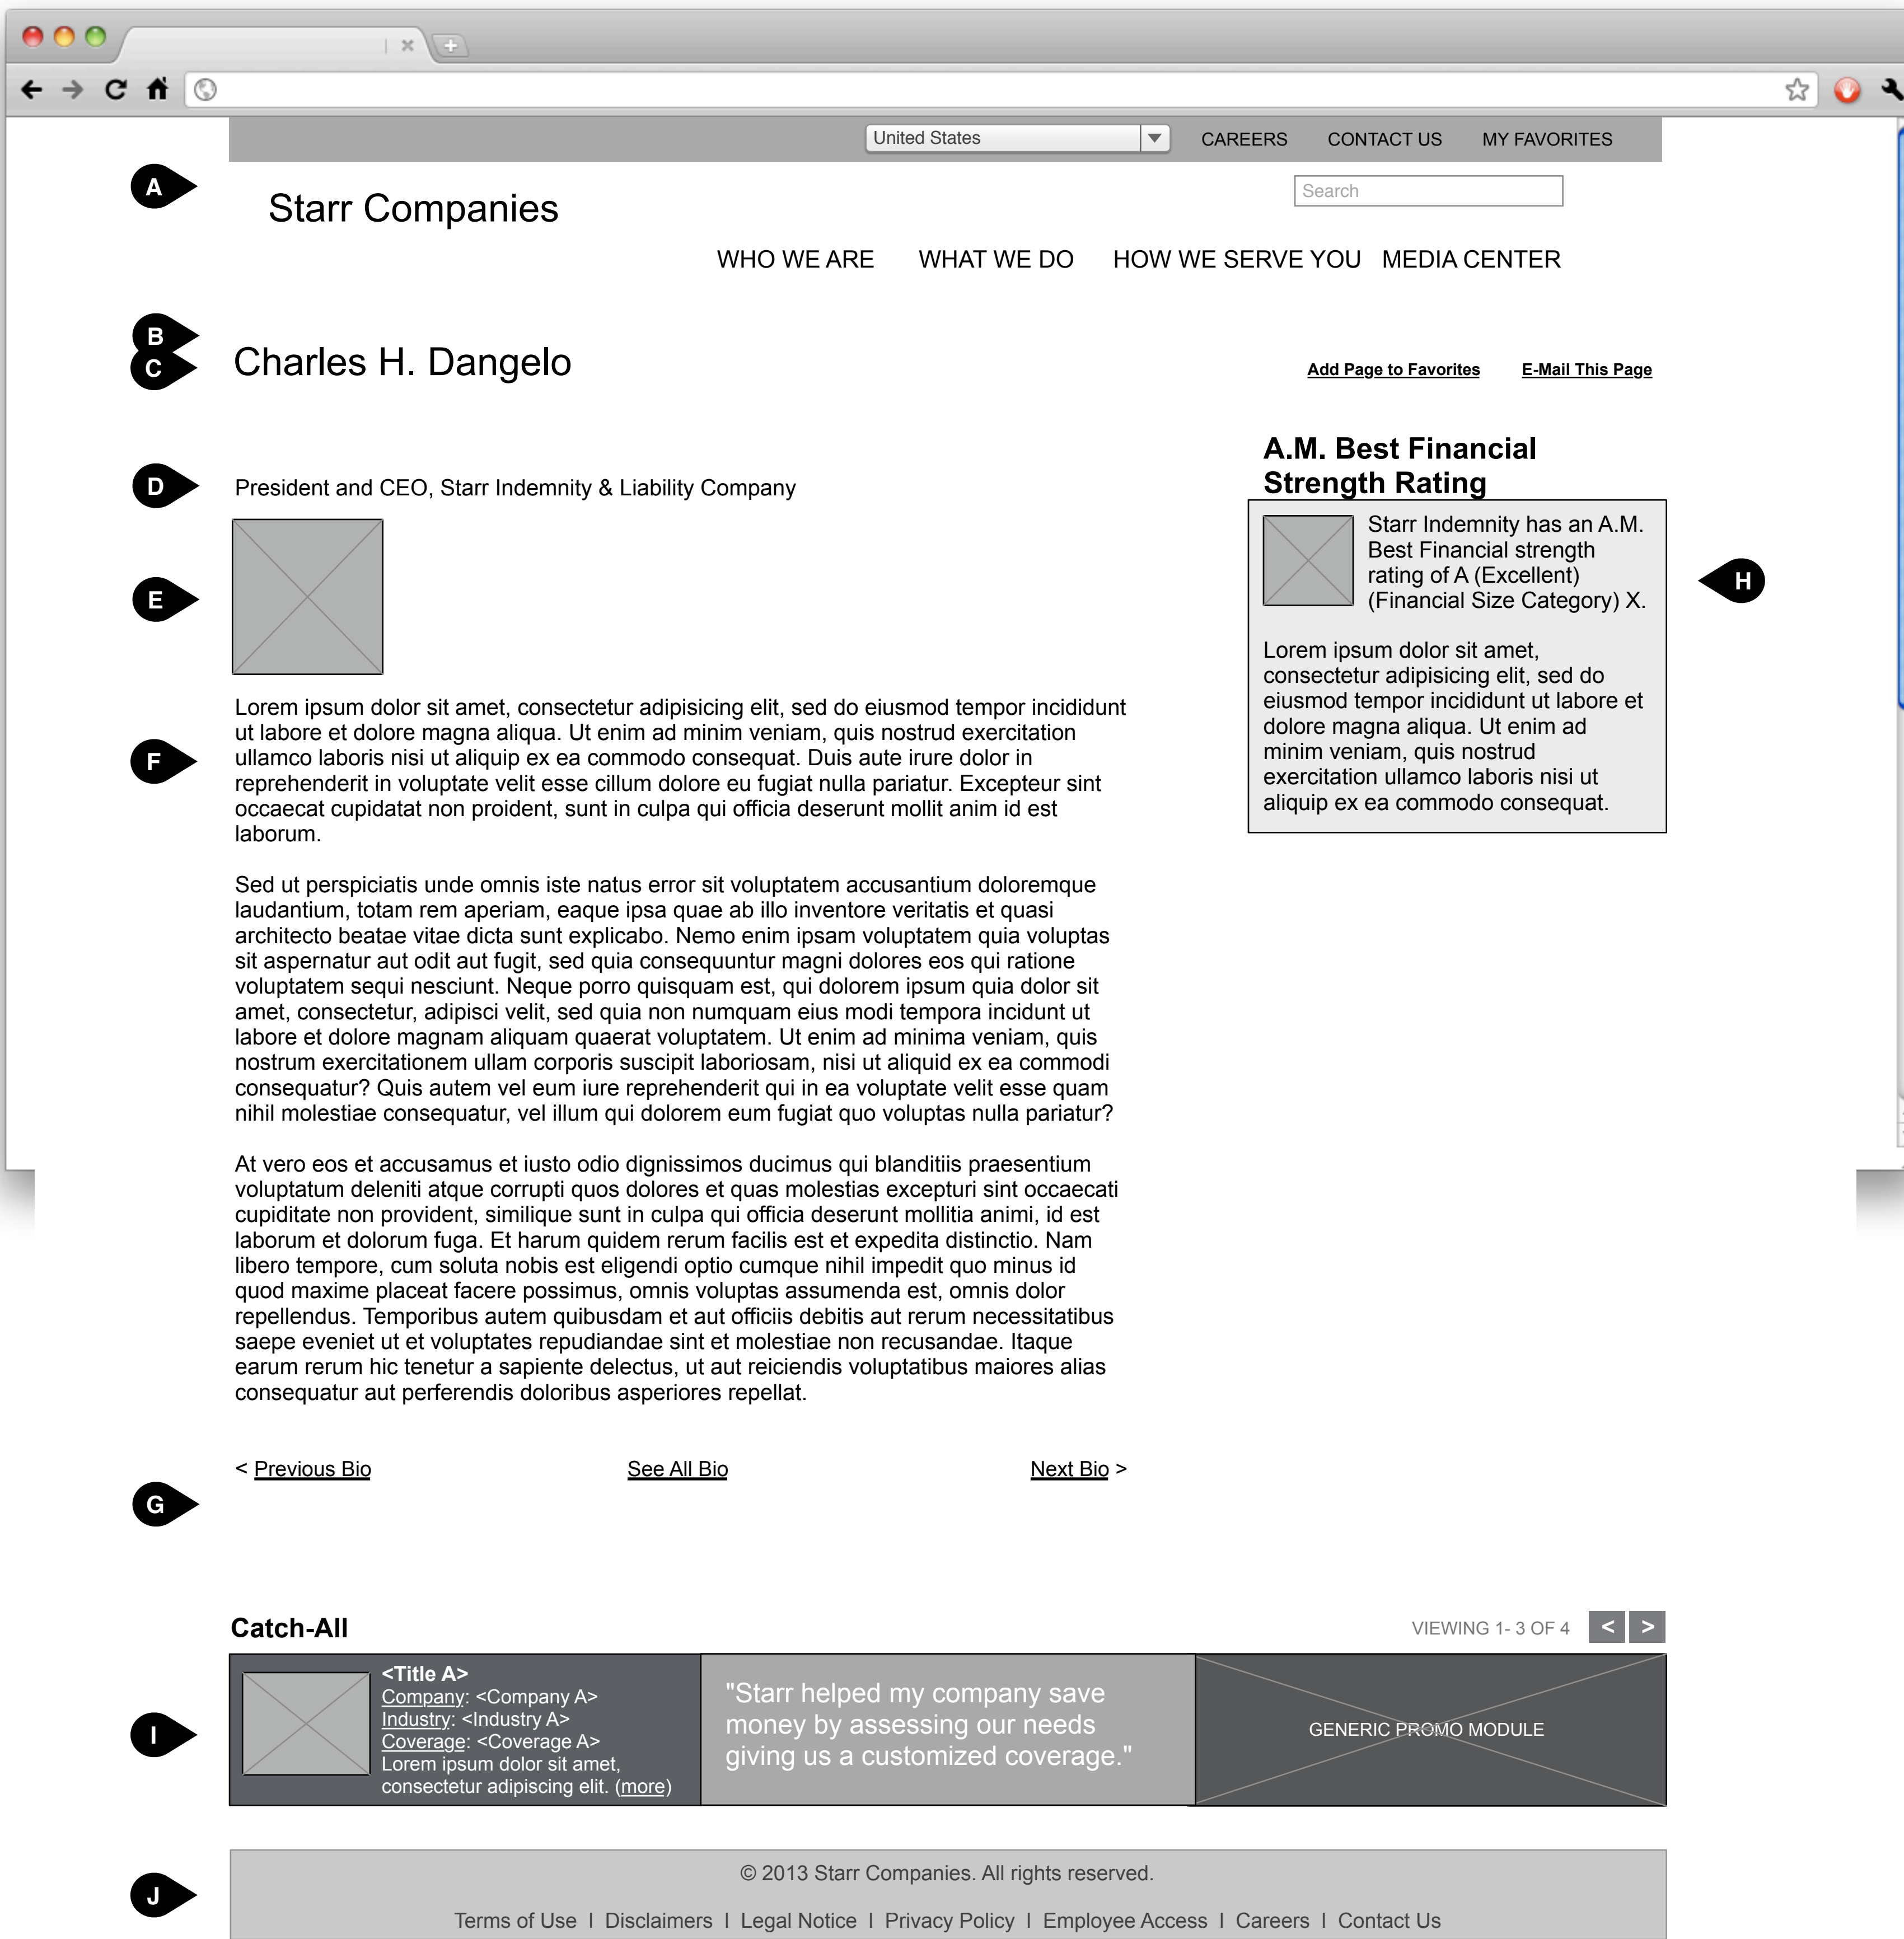 United States
CAREERS
CONTACT US
MY FAVORITES
A
Starr Companies
Search
WHO WE ARE
WHAT WE DO
HOW WE SERVE YOU
MEDIA CENTER
B
C
Charles H. Dangelo
Add Page to Favorites
E-Mail This Page
D
President and CEO, Starr Indemnity & Liability Company
E
F
Lorem ipsum dolor sit amet, consectetur adipisicing elit, sed do eiusmod tempor incididunt
ut labore et dolore magna aliqua. Ut enim ad minim veniam, quis nostrud exercitation
ullamco laboris nisi ut aliquip ex ea commodo consequat. Duis aute irure dolor in
reprehenderit in voluptate velit esse cillum dolore eu fugiat nulla pariatur. Excepteur sint
occaecat cupidatat non proident, sunt in culpa qui officia deserunt mollit anim id est
laborum.
Sed ut perspiciatis unde omnis iste natus error sit voluptatem accusantium doloremque
laudantium, totam rem aperiam, eaque ipsa quae ab illo inventore veritatis et quasi
architecto beatae vitae dicta sunt explicabo. Nemo enim ipsam voluptatem quia voluptas
sit aspernatur aut odit aut fugit, sed quia consequuntur magni dolores eos qui ratione
voluptatem sequi nesciunt. Neque porro quisquam est, qui dolorem ipsum quia dolor sit
amet, consectetur, adipisci velit, sed quia non numquam eius modi tempora incidunt ut
labore et dolore magnam aliquam quaerat voluptatem. Ut enim ad minima veniam, quis
nostrum exercitationem ullam corporis suscipit laboriosam, nisi ut aliquid ex ea commodi
consequatur? Quis autem vel eum iure reprehenderit qui in ea voluptate velit esse quam
nihil molestiae consequatur, vel illum qui dolorem eum fugiat quo voluptas nulla pariatur?
At vero eos et accusamus et iusto odio dignissimos ducimus qui blanditiis praesentium
voluptatum deleniti atque corrupti quos dolores et quas molestias excepturi sint occaecati
cupiditate non provident, similique sunt in culpa qui officia deserunt mollitia animi, id est
laborum et dolorum fuga. Et harum quidem rerum facilis est et expedita distinctio. Nam
libero tempore, cum soluta nobis est eligendi optio cumque nihil impedit quo minus id
quod maxime placeat facere possimus, omnis voluptas assumenda est, omnis dolor
repellendus. Temporibus autem quibusdam et aut officiis debitis aut rerum necessitatibus
saepe eveniet ut et voluptates repudiandae sint et molestiae non recusandae. Itaque
earum rerum hic tenetur a sapiente delectus, ut aut reiciendis voluptatibus maiores alias
consequatur aut perferendis doloribus asperiores repellat.
A.M. Best Financial
Strength Rating
Starr Indemnity has an A.M.
Best Financial strength
rating of A (Excellent)
(Financial Size Category) X.
Lorem ipsum dolor sit amet,
consectetur adipisicing elit, sed do
eiusmod tempor incididunt ut labore et
dolore magna aliqua. Ut enim ad
minim veniam, quis nostrud
exercitation ullamco laboris nisi ut
aliquip ex ea commodo consequat.
H
< Previous Bio
See All Bio
Next Bio >
G
Catch-All
VIEWING 1- 3 OF 4
<
>
I
<Title A>
Company: <Company A>
Industry: <Industry A>
Coverage: <Coverage A>
Lorem ipsum dolor sit amet,
consectetur adipiscing elit. (more)
"Starr helped my company save
money by assessing our needs
giving us a customized coverage."
GENERIC PROMO MODULE
J
© 2013 Starr Companies. All rights reserved.
Terms of Use I Disclaimers I Legal Notice I Privacy Policy I Employee Access I Careers I Contact Us